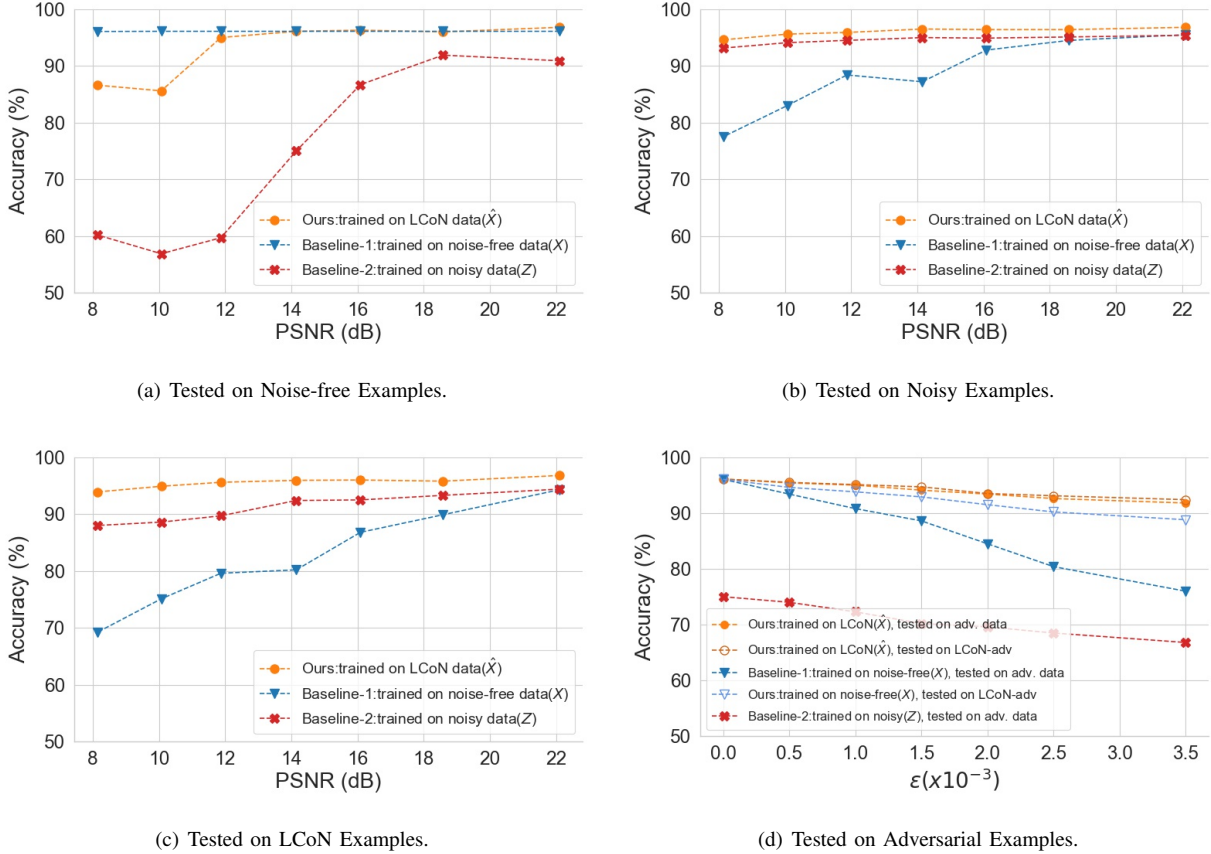 100
90
80
70
60
50
Accuracy (%)
Ours:trained on LCoN data(X̂)
Baseline-1:trained on noise-free data(X)
Baseline-2:trained on noisy data(Z)
8 10 12 14 16 18 20 22
PSNR (dB)
(a) Tested on Noise-free Examples.
100
90
80
70
60
50
Accuracy (%)
Ours:trained on LCoN data(X̂)
Baseline-1:trained on noise-free data(X)
Baseline-2:trained on noisy data(Z)
8 10 12 14 16 18 20 22
PSNR (dB)
(b) Tested on Noisy Examples.
100
90
80
70
60
50
Accuracy (%)
Ours:trained on LCoN data(X̂)
Baseline-1:trained on noise-free data(X)
Baseline-2:trained on noisy data(Z)
8 10 12 14 16 18 20 22
PSNR (dB)
(c) Tested on LCoN Examples.
100
90
80
70
60
50
Accuracy (%)
Ours:trained on LCoN(X̂), tested on adv. data
Ours:trained on LCoN(X̂), tested on LCoN-adv
Baseline-1:trained on noise-free(X), tested on adv. data
Ours:trained on noise-free(X), tested on LCoN-adv
Baseline-2:trained on noisy(Z), tested on adv. data
0.0 0.5 1.0 1.5 2.0 2.5 3.0 3.5
ε(x10⁻³)
(d) Tested on Adversarial Examples.